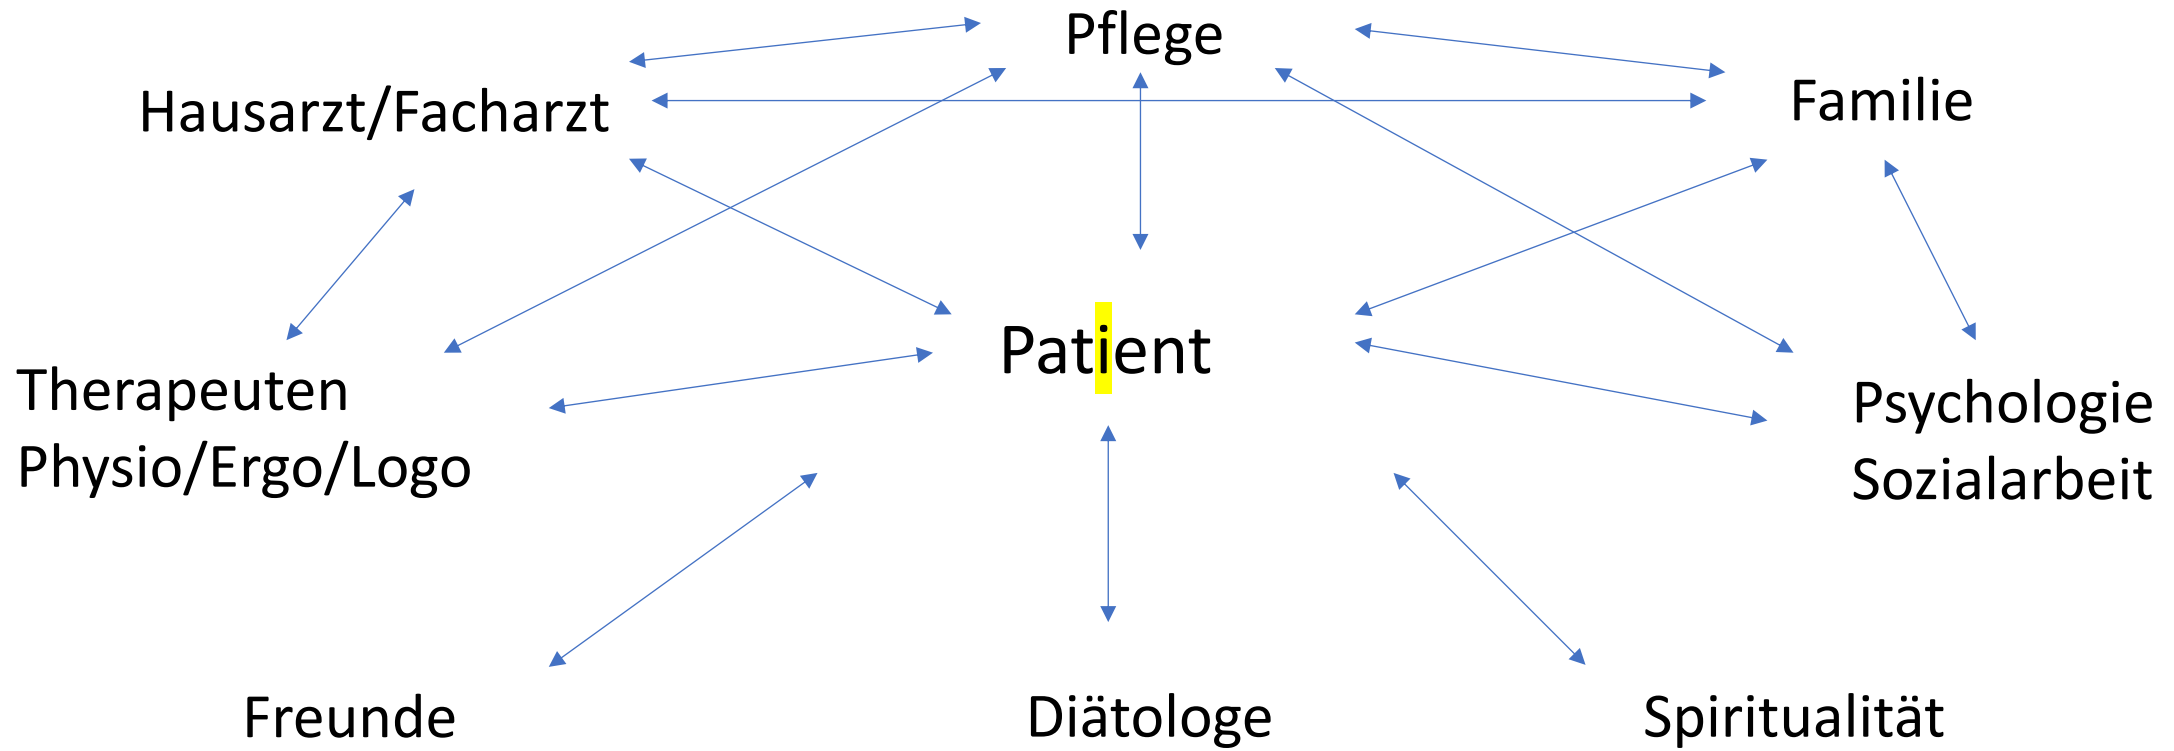 Pflege
Hausarzt/Facharzt
Familie
Patient
Therapeuten
Physio/Ergo/Logo
Psychologie
Sozialarbeit
Freunde
Diätologe
Spiritualität